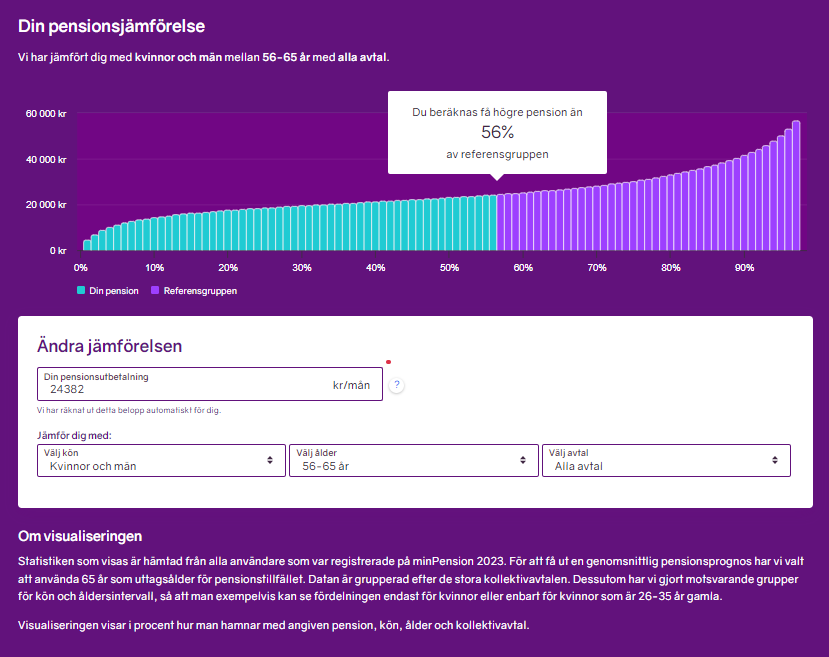 Din pensionsjämförelse
Vi har jämfört dig med kvinnor och män mellan 56-65 år med alla avtal.
Du beräknas få högre pension än
56%
av referensgruppen
60 000 kr
40 000 kr
20 000 kr
0 kr
0% 10% 20% 30% 40% 50% 60% 70% 80% 90%
Din pension Referensgruppen
Ändra jämförelsen
Din pensionsutbetalning
24382 kr/mån ?
Vi har räknat ut detta belopp automatiskt för dig.
Jämför dig med:
Välj kön Välj ålder Välj avtal
Kvinnor och män 56-65 år Alla avtal
Om visualiseringen
Statistiken som visas är hämtad från alla användare som var registrerade på minPension 2023. För att få ut en genomsnittlig pensionsprognos har vi valt
att använda 65 år som uttagsålder för pensionstillfället. Datan är grupperad efter de stora kollektivavtalen. Dessutom har vi gjort motsvarande grupper
för kön och åldersintervall, så att man exempelvis kan se fördelningen endast för kvinnor eller enbart för kvinnor som är 26-35 år gamla.
Visualiseringen visar i procent hur man hamnar med angiven pension, kön, ålder och kollektivavtal.